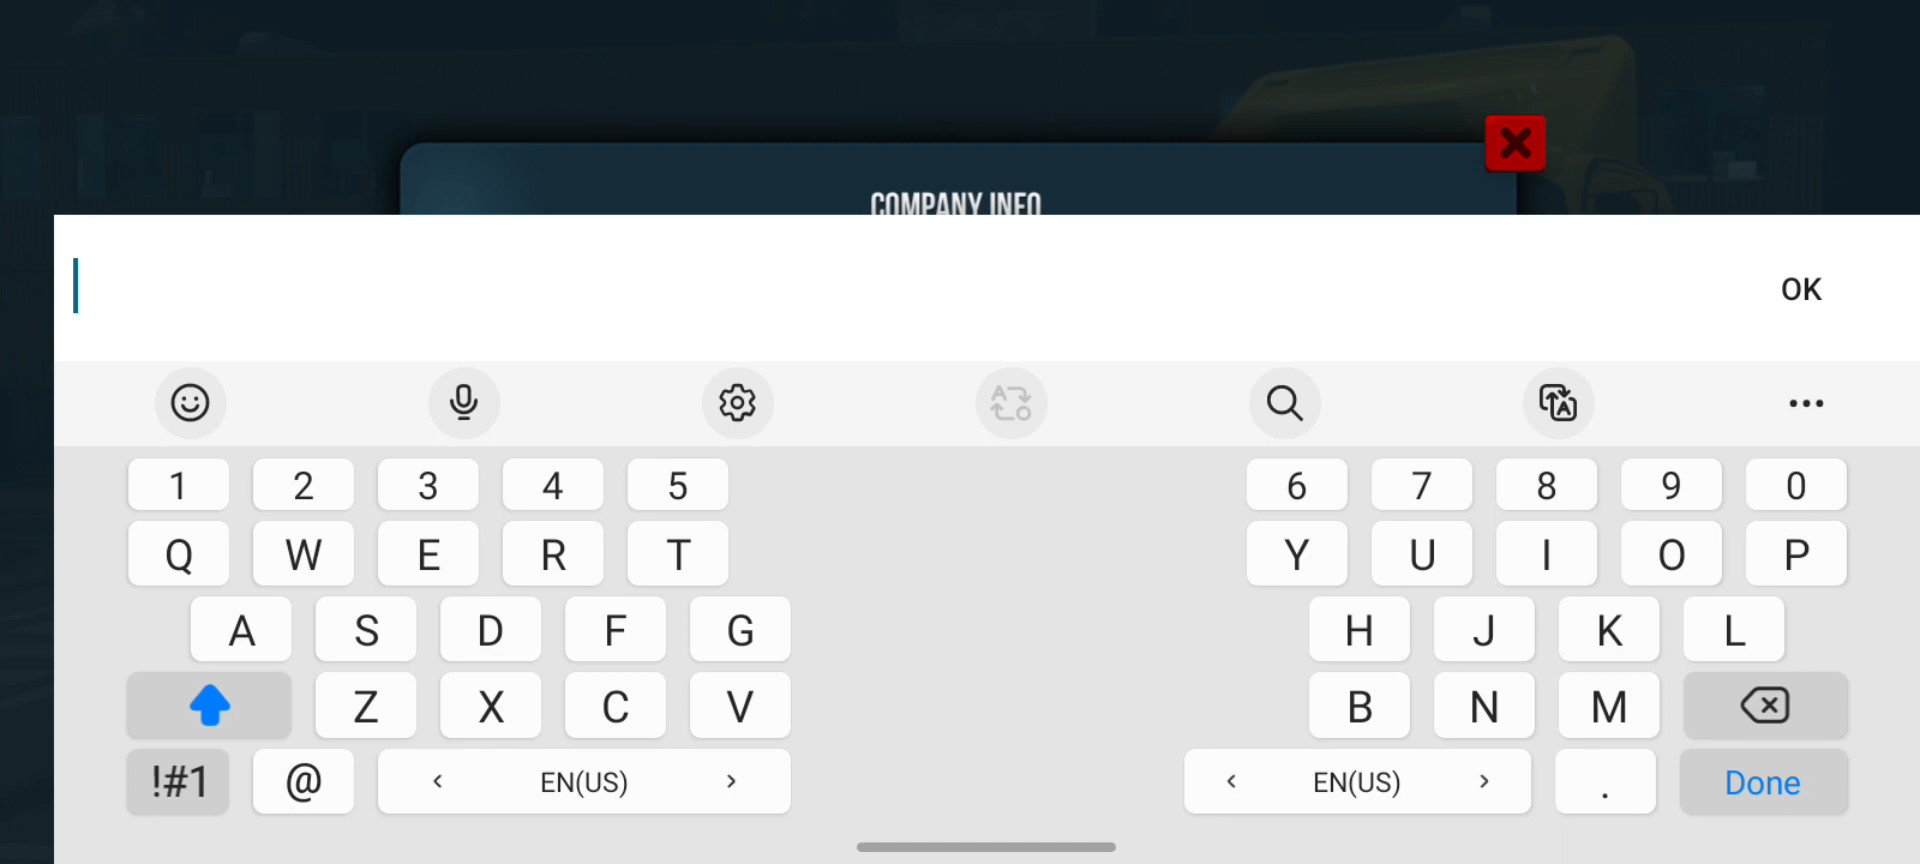 COMPANY INFO
OK
1 2 3 4 5 6 7 8 9 0
Q W E R T Y U I O P
A S D F G H J K L
Z X C V B N M
!#1 @ < EN(US) > < EN(US) > . Done